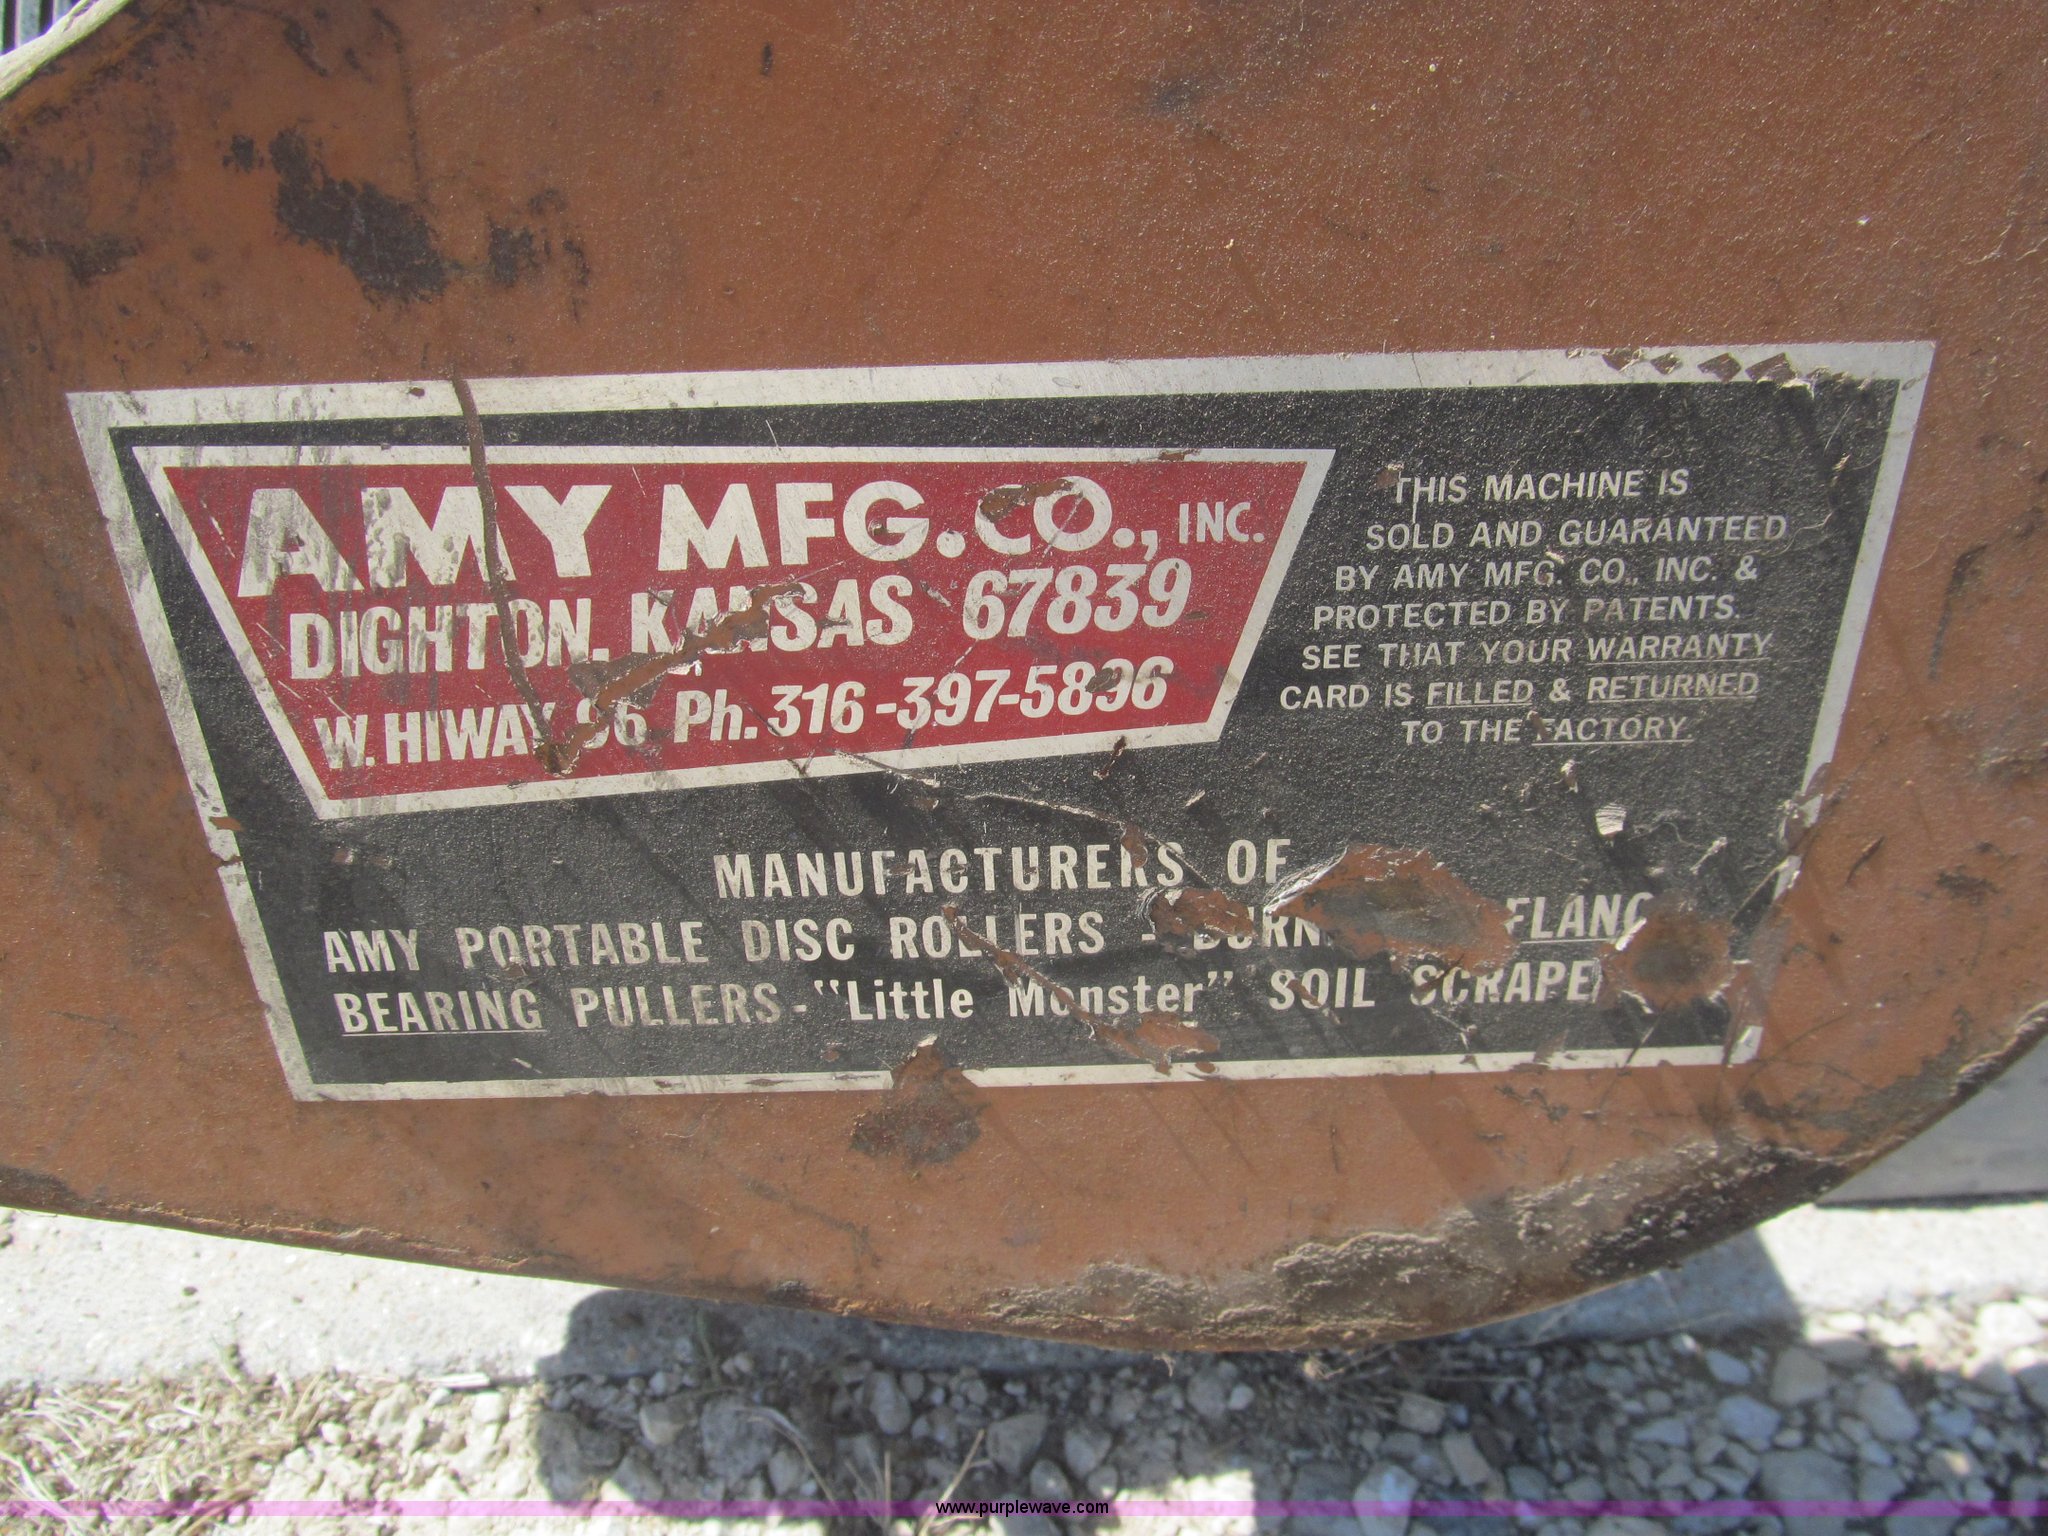 AMY MFG. CO., INC.
DIGHTON, KANSAS 67839
W. HIWAY 96 Ph. 316-397-5896
THIS MACHINE IS
SOLD AND GUARANTEED
BY AMY MFG. CO., INC. &
PROTECTED BY PATENTS.
SEE THAT YOUR WARRANTY
CARD IS FILLED & RETURNED
TO THE FACTORY.
MANUFACTURERS OF
AMY PORTABLE DISC ROLLERS -
BEARING PULLERS - "Little Monster" SOIL SCRAPE
www.purplewave.com